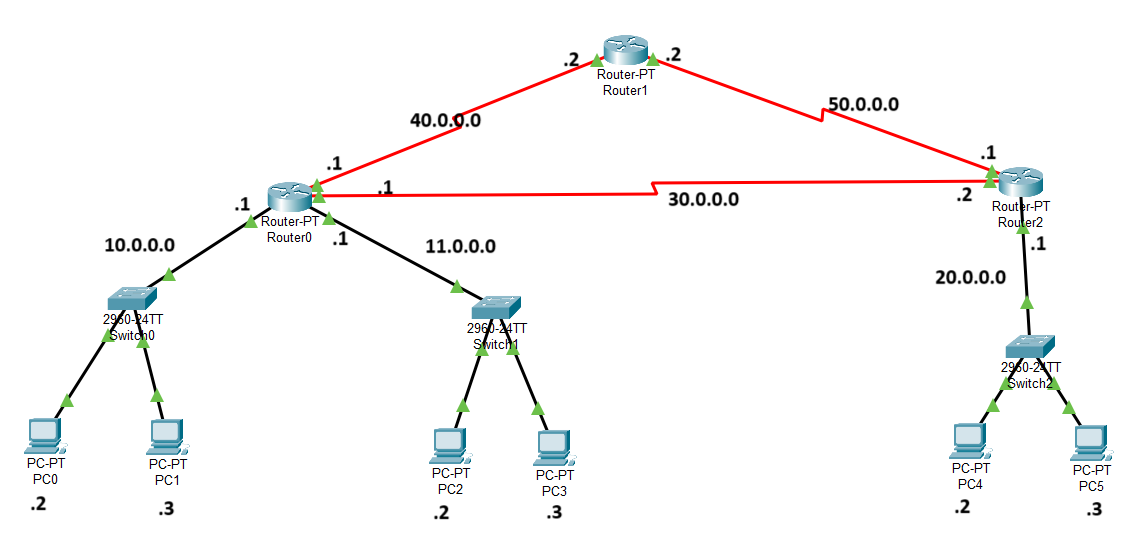 .2
.2
Router-PT
Router1
40.0.0.0
50.0.0.0
.1
.1
.1
.2
30.0.0.0
Router-PT
Router2
.1
Router-PT
Router0
.1
.1
10.0.0.0
11.0.0.0
20.0.0.0
2960-24TT
Switch0
2960-24TT
Switch1
2960-24TT
Switch2
PC-PT
PC0
.2
PC-PT
PC1
.3
PC-PT
PC2
.2
PC-PT
PC3
.3
PC-PT
PC4
.2
PC-PT
PC5
.3